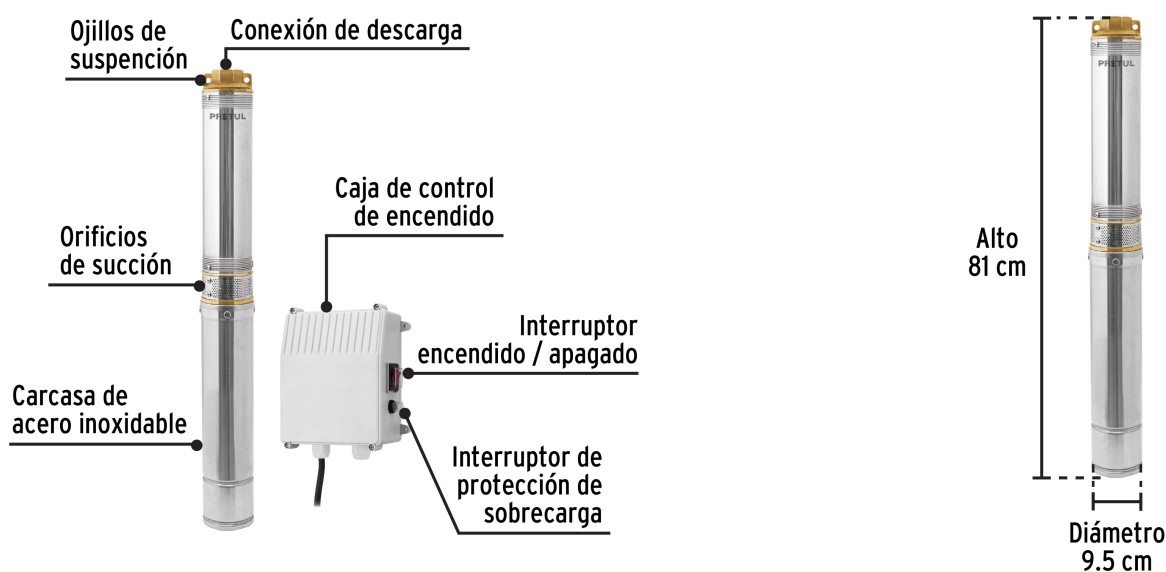 Ojillos de
suspención
Conexión de descarga
PRETUL
Orificios
de succión
Caja de control
de encendido
Interruptor
encendido / apagado
Carcasa de
acero inoxidable
Interruptor de
protección de
sobrecarga
PRETUL
Alto
81 cm
Diámetro
9.5 cm